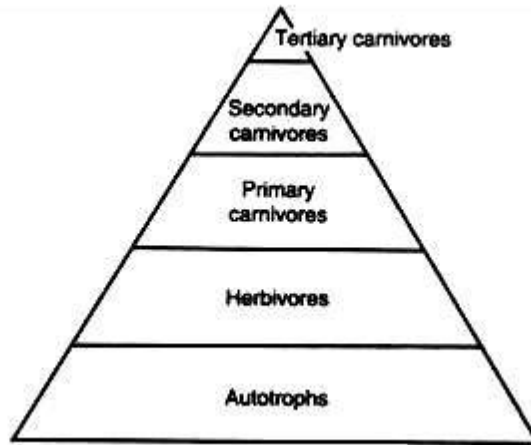 Tertiary carnivores
Secondary
carnivores
Primary
carnivores
Herbivores
Autotrophs